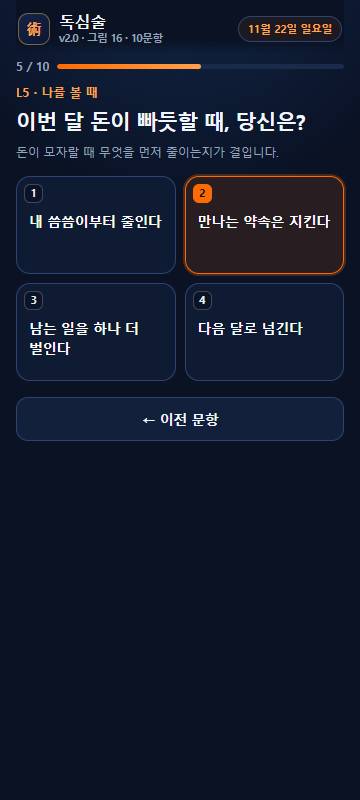 術
독심술
v2.0 · 그림 16 · 10문항
11월 22일 일요일
5 / 10
L5 · 나를 볼 때
이번 달 돈이 빠듯할 때, 당신은?
돈이 모자랄 때 무엇을 먼저 줄이는지가 결입니다.
1
내 씀씀이부터 줄인다
2
만나는 약속은 지킨다
3
남는 일을 하나 더
벌인다
4
다음 달로 넘긴다
← 이전 문항